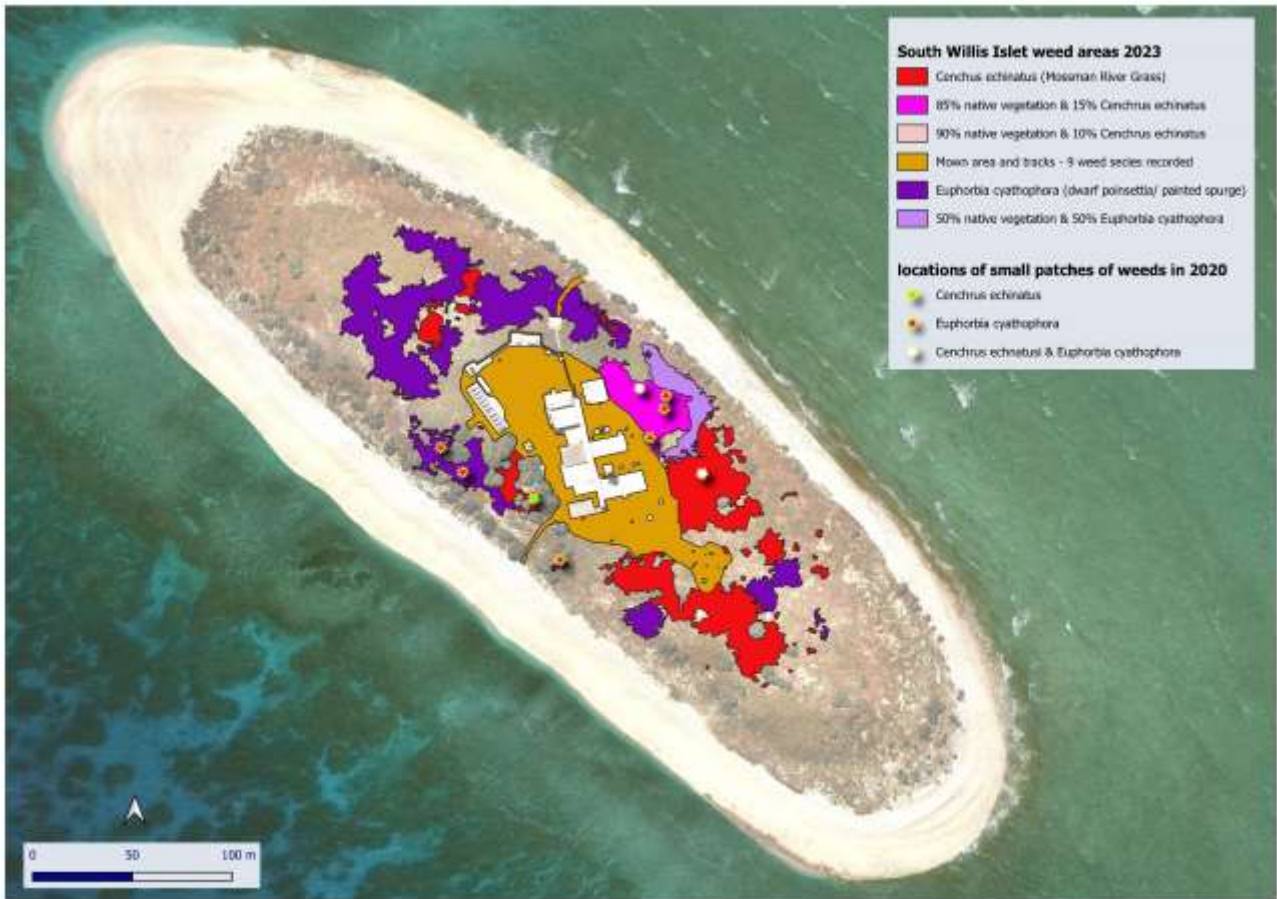 South Willis Islet weed areas 2023
Cenchus echinatus (Mossman River Grass)
85% native vegetation & 15% Cenchrus echinatus
90% native vegetation & 10% Cenchrus echinatus
Mown area and tracks - 9 weed secies recorded
Euphorbia cyathophora (dwarf poinsettia/ painted spurge)
50% native vegetation & 50% Euphorbia cyathophora
locations of small patches of weeds in 2020
Cenchrus echinatus
Euphorbia cyathophora
Cenchrus echnatusi & Euphorbia cyathophora
0 50 100 m